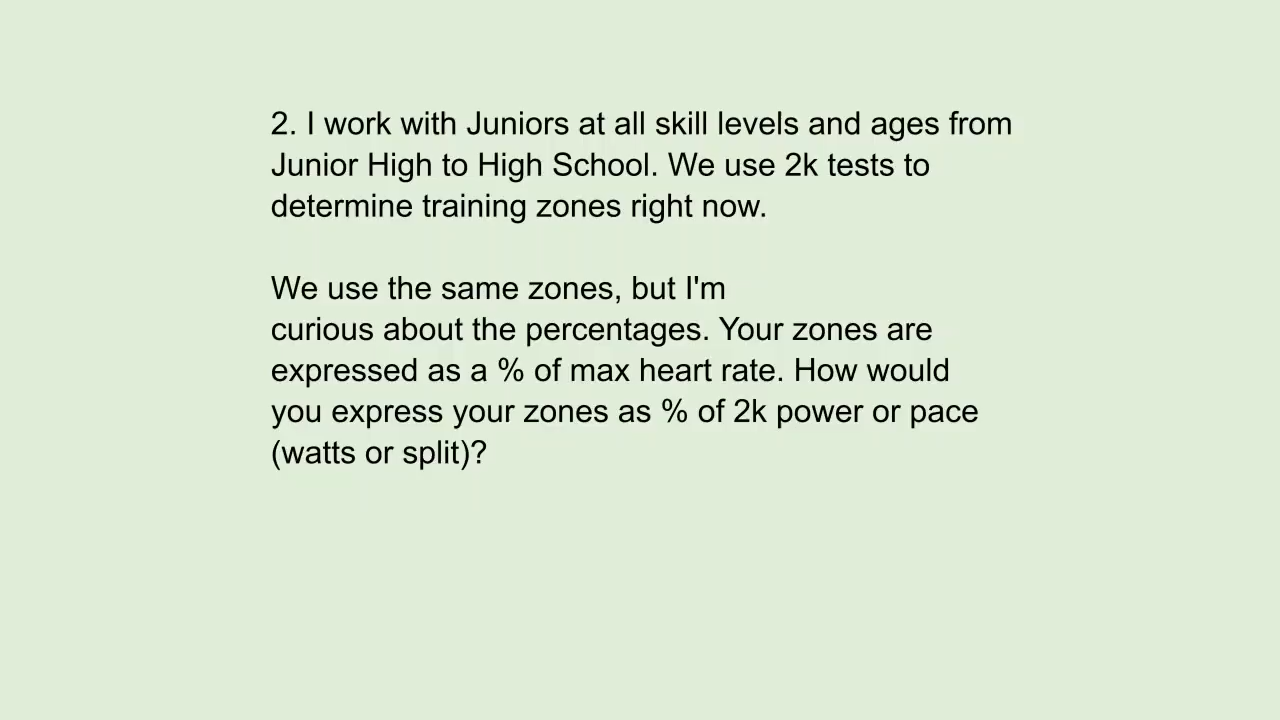 2. I work with Juniors at all skill levels and ages from
Junior High to High School. We use 2k tests to
determine training zones right now.
We use the same zones, but I'm
curious about the percentages. Your zones are
expressed as a % of max heart rate. How would
you express your zones as % of 2k power or pace
(watts or split)?